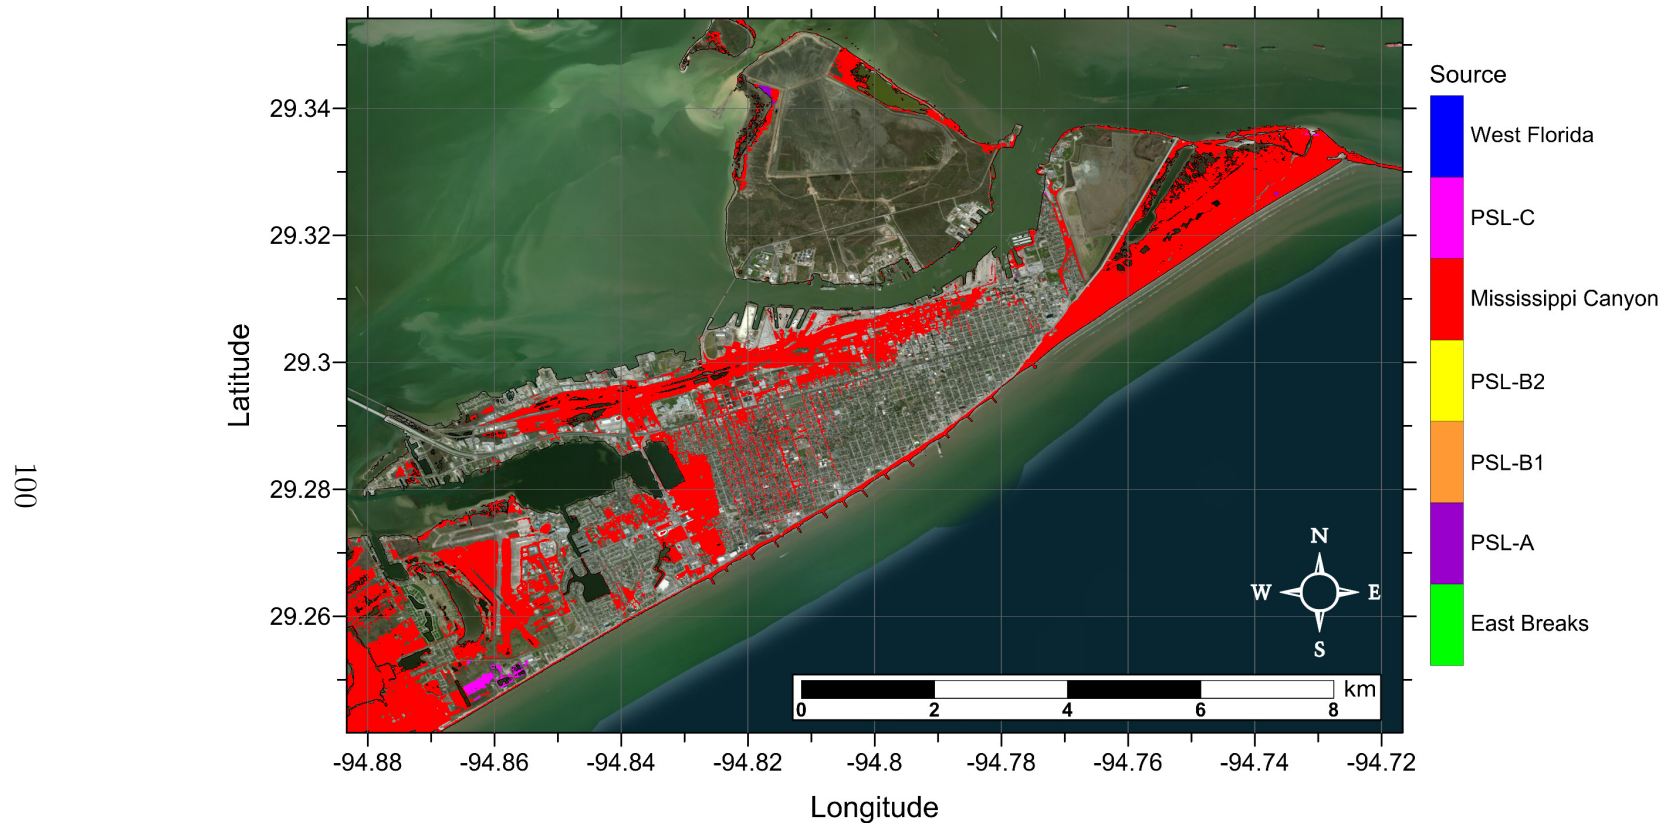 Source
West Florida
PSL-C
Mississippi Canyon
PSL-B2
PSL-B1
PSL-A
East Breaks
29.34
29.32
29.3
29.28
29.26
Latitude
-94.88
-94.86
-94.84
-94.82
-94.8
-94.78
-94.76
-94.74
-94.72
Longitude
N
W
E
S
km
0
2
4
6
8
100